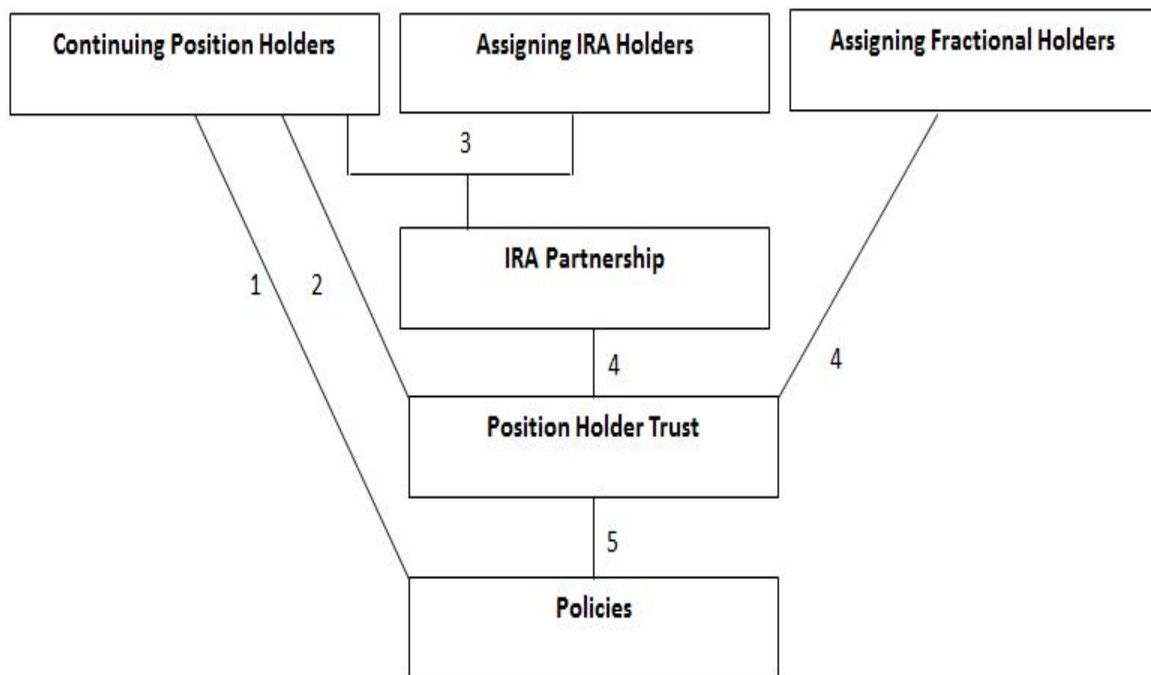 Continuing Position Holders
Assigning IRA Holders
Assigning Fractional Holders
3
IRA Partnership
1
2
4
4
Position Holder Trust
5
Policies